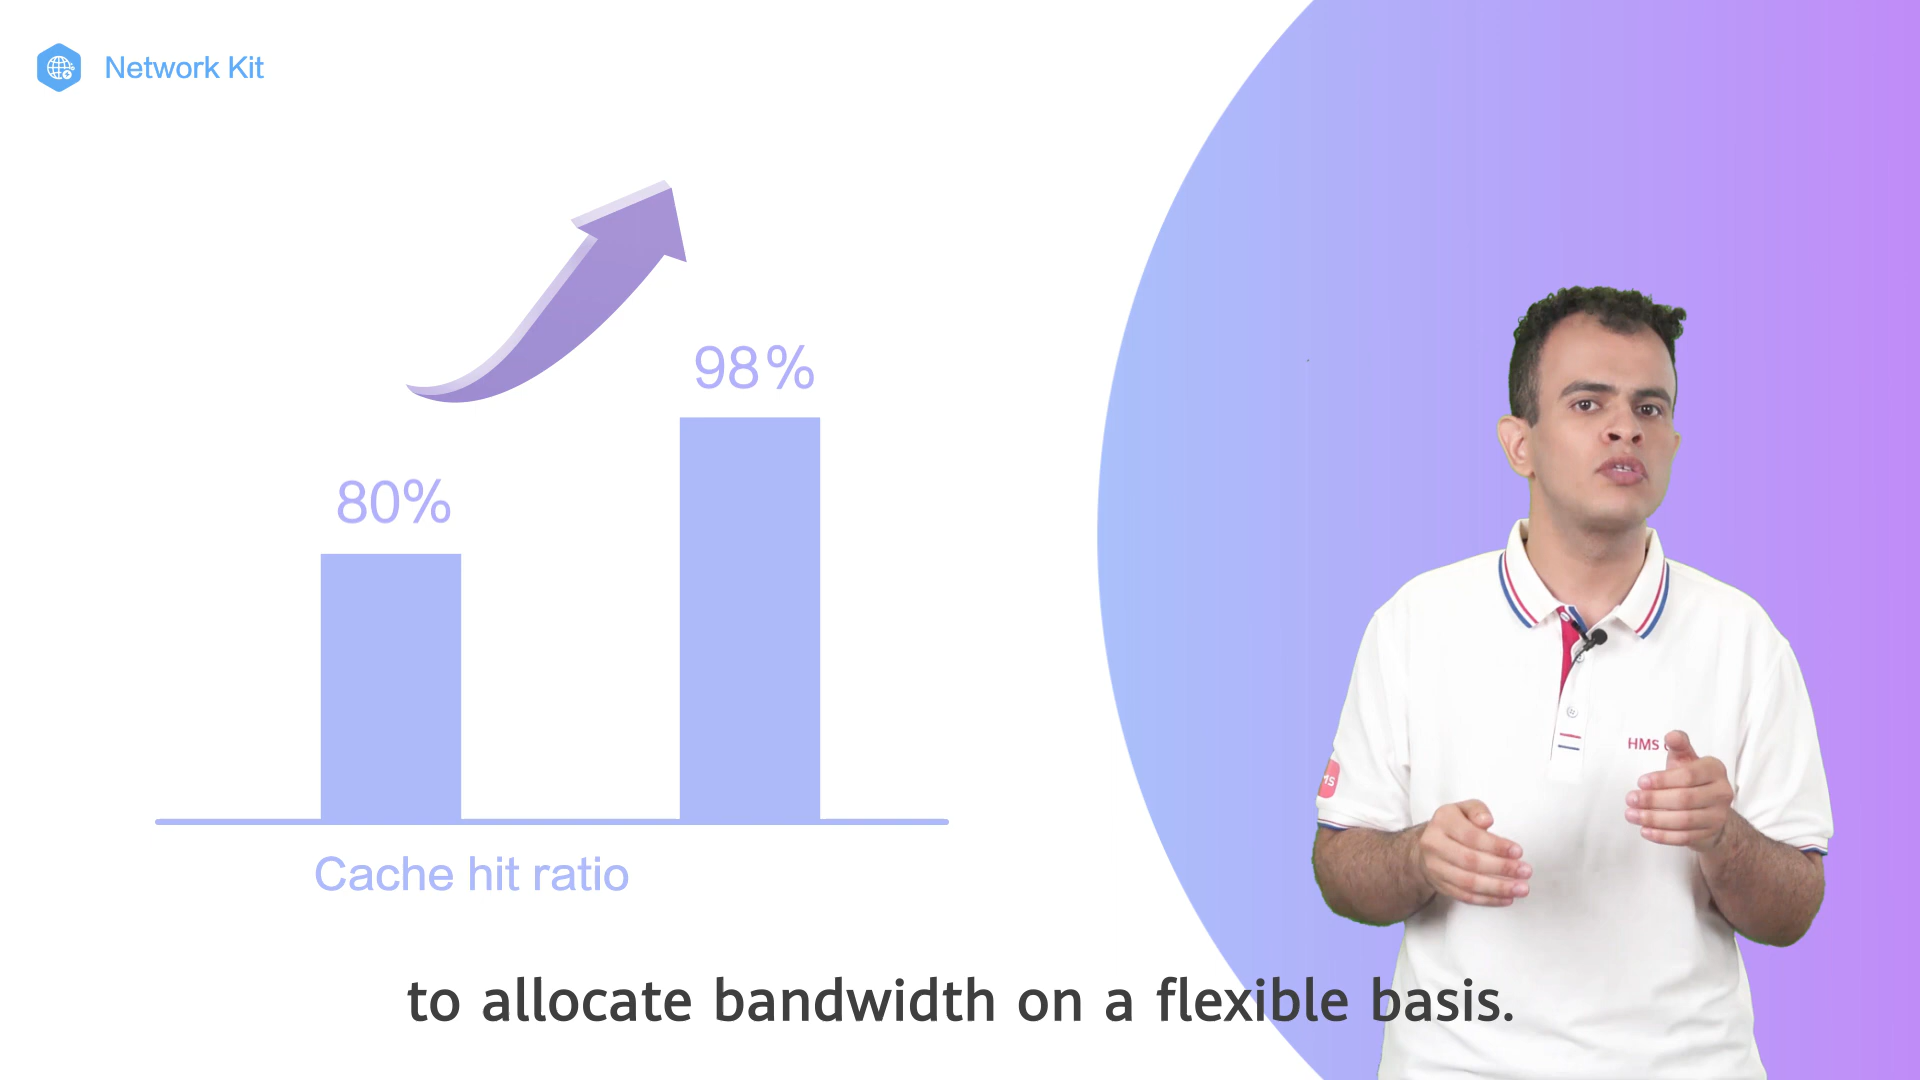 Network Kit
98%
80%
Cache hit ratio
HMS
to allocate bandwidth on a flexible basis.